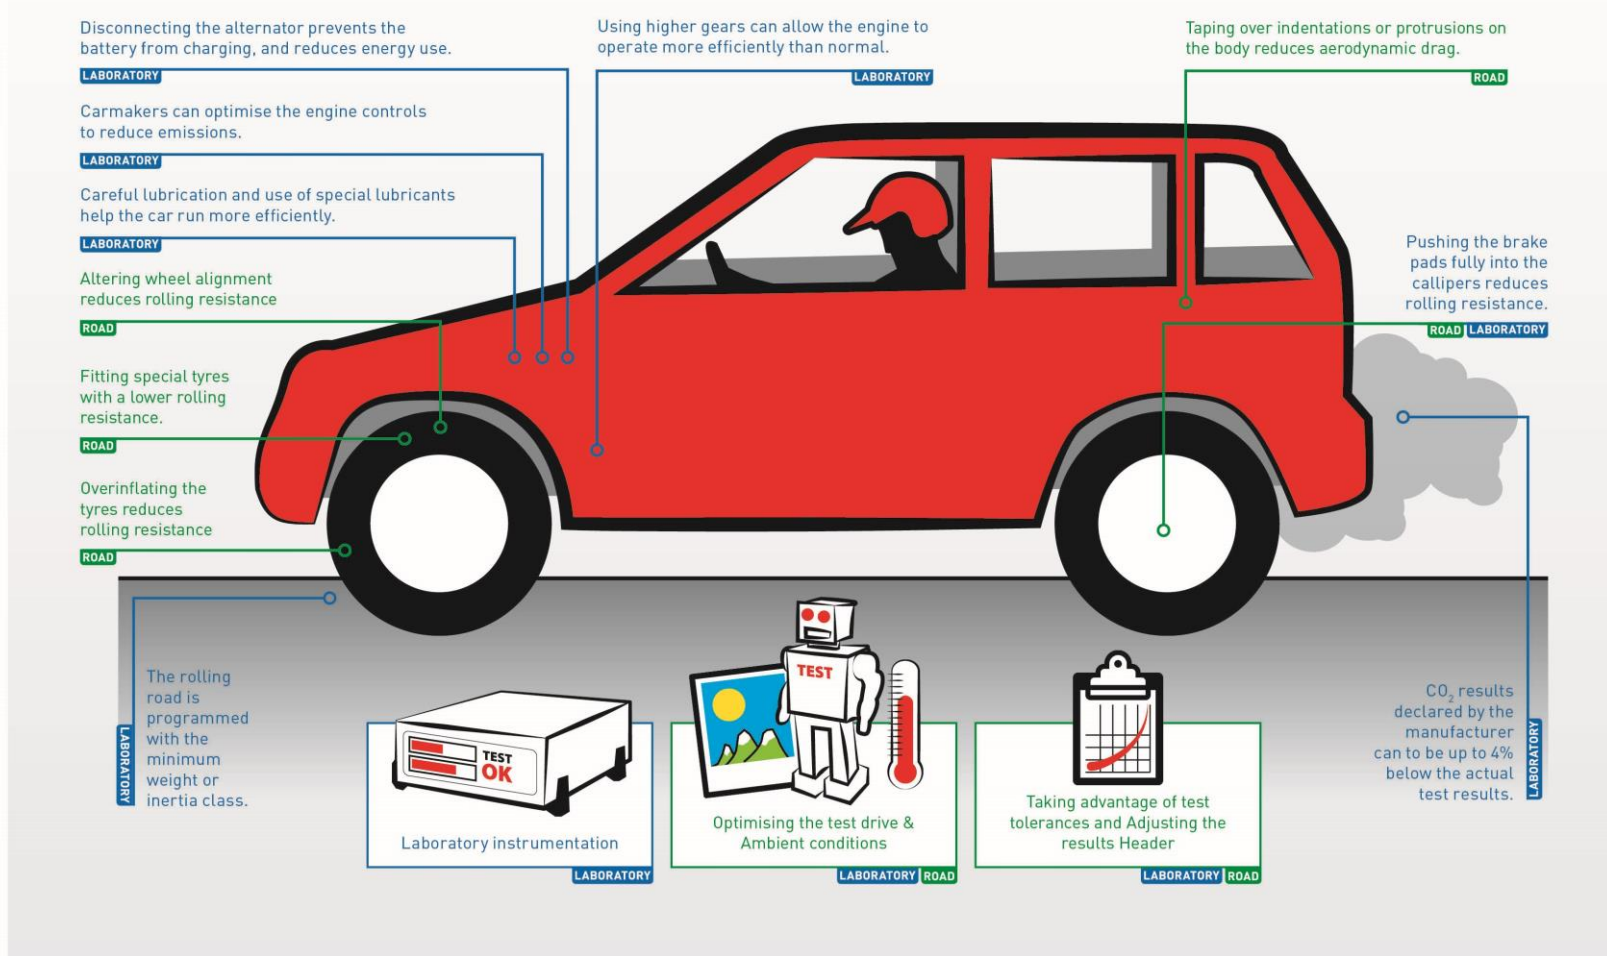 Disconnecting the alternator prevents the
battery from charging, and reduces energy use.
LABORATORY
Carmakers can optimise the engine controls
to reduce emissions.
LABORATORY
Careful lubrication and use of special lubricants
help the car run more efficiently.
LABORATORY
Altering wheel alignment
reduces rolling resistance
ROAD
Fitting special tyres
with a lower rolling
resistance.
ROAD
Overinflating the
tyres reduces
rolling resistance
ROAD
Using higher gears can allow the engine to
operate more efficiently than normal.
LABORATORY
Taping over indentations or protrusions on
the body reduces aerodynamic drag.
ROAD
Pushing the brake
pads fully into the
callipers reduces
rolling resistance.
ROAD LABORATORY
The rolling
road is
programmed
with the
minimum
weight or
inertia class.
LABORATORY
TEST
OK
Laboratory instrumentation
LABORATORY
TEST
Optimising the test drive &
Ambient conditions
LABORATORY ROAD
Taking advantage of test
tolerances and Adjusting the
results Header
LABORATORY ROAD
CO₂ results
declared by the
manufacturer
can to be up to 4%
below the actual
test results.
LABORATORY